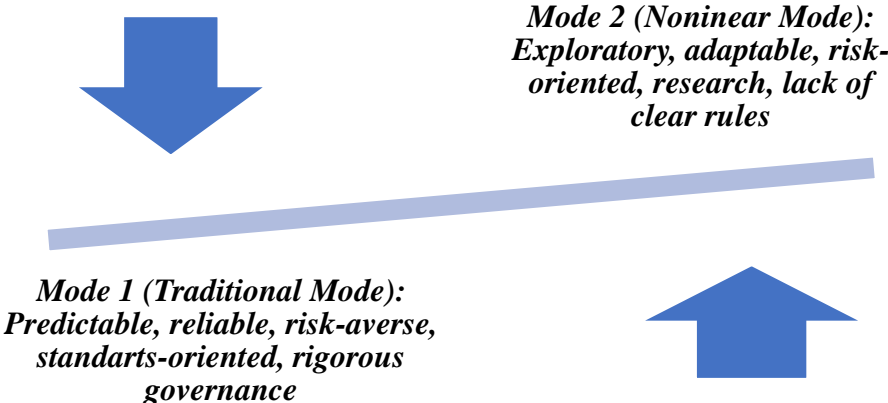 Mode 2 (Noninear Mode):
Exploratory, adaptable, risk-
oriented, research, lack of
clear rules
Mode 1 (Traditional Mode):
Predictable, reliable, risk-averse,
standarts-oriented, rigorous
governance